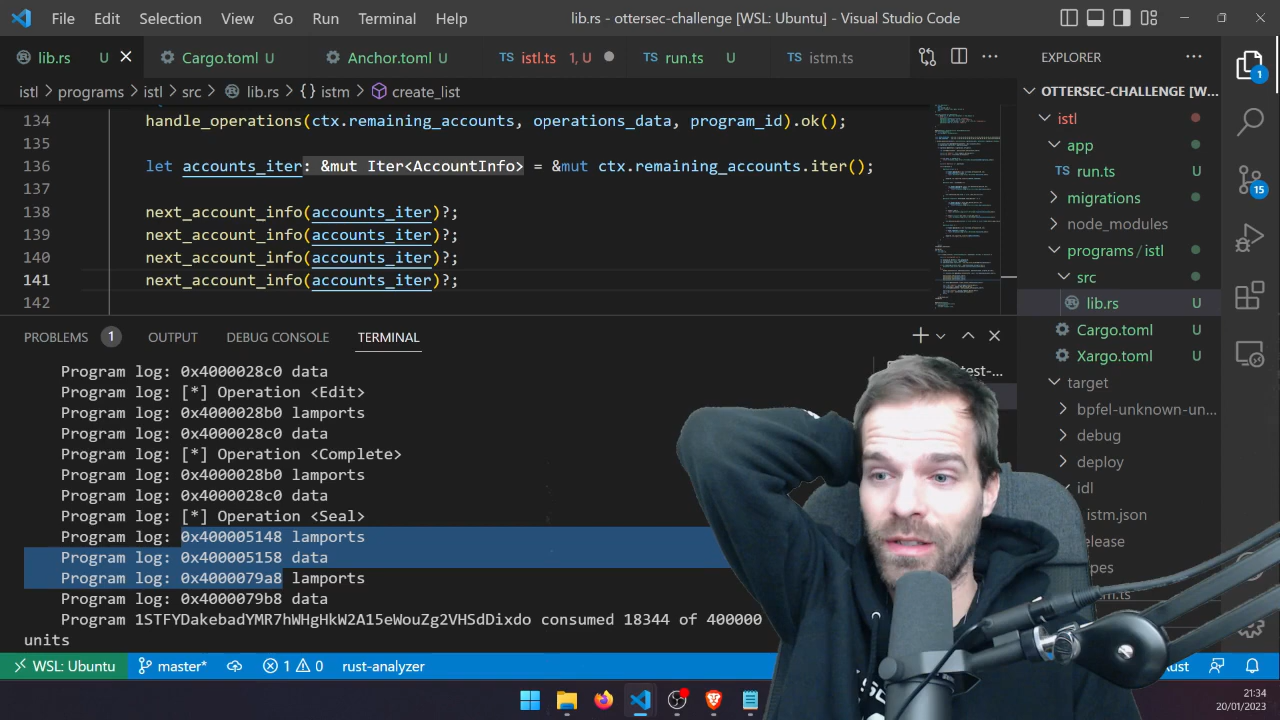 File Edit Selection View Go Run Terminal Help lib.rs - ottersec-challenge [WSL: Ubuntu] - Visual Studio Code
lib.rs U Cargo.toml U Anchor.toml U TS istl.ts 1, U TS run.ts U TS istm.ts
istl programs istl src lib.rs {} istm create_list
134 handle_operations(ctx.remaining_accounts, operations_data, program_id).ok();
135
136 let &mut ctx.remaining_accounts.iter();
137
138 next_account_info(accounts_iter)?;
139 next_account_info(accounts_iter)?;
140 next_account_info(accounts_iter)?;
141 next_account_info(accounts_iter)?;
142
PROBLEMS 1 OUTPUT DEBUG CONSOLE TERMINAL
Program log: 0x4000028c0 data
Program log: [*] Operation <Edit>
Program log: 0x4000028b0 lamports
Program log: 0x4000028c0 data
Program log: [*] Operation <Complete>
Program log: 0x4000028b0 lamports
Program log: 0x4000028c0 data
Program log: [*] Operation <Seal>
Program log: 0x400005148 lamports
Program log: 0x400005158 data
Program log: 0x4000079a8 lamports
Program log: 0x4000079b8 data
Program 1STFYDakebadYMR7hWHgHkW2A15eWouZg2VHSdDixdo consumed 18344 of 400000
units
EXPLORER
OTTERSEC-CHALLENGE [W...
istl
app
TS run.ts U
migrations
node_modules
programs / istl
src
lib.rs U
Cargo.toml U
Xargo.toml U
target
bpfel-unknown-un...
debug
deploy
idl
istm.json
1
15
WSL: Ubuntu master* 1 0 rust-analyzer
21:34
20/01/2023